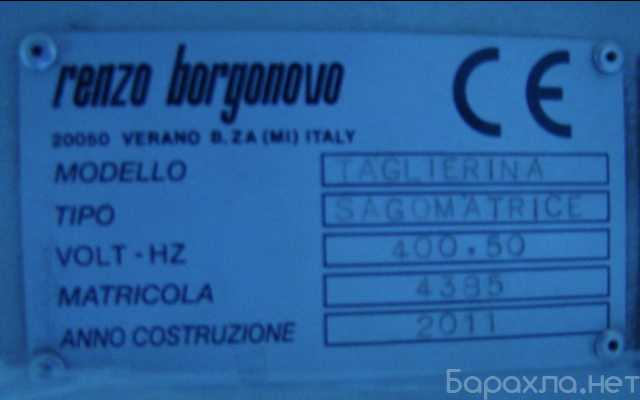 renzo borgonovo
CE
20050 VERANO B.ZA (MI) ITALY
MODELLO TAGLIERINA
TIPO SAGOMATRICE
VOLT - HZ 400.50
MATRICOLA 4385
ANNO COSTRUZIONE 2011
Барахла.нет